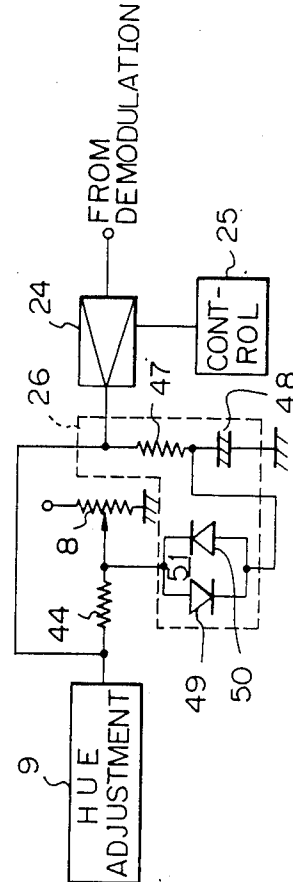 9
HUE
ADJUSTMENT
44
8
26
24
FROM
DEMODULATION
47
25
CONT-
ROL
48
49
51
50